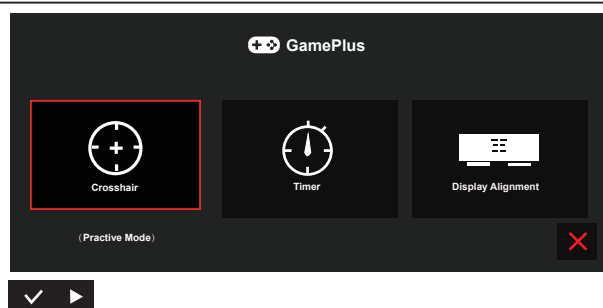 GamePlus
Crosshair
Timer
Display Alignment
（Practive Mode）